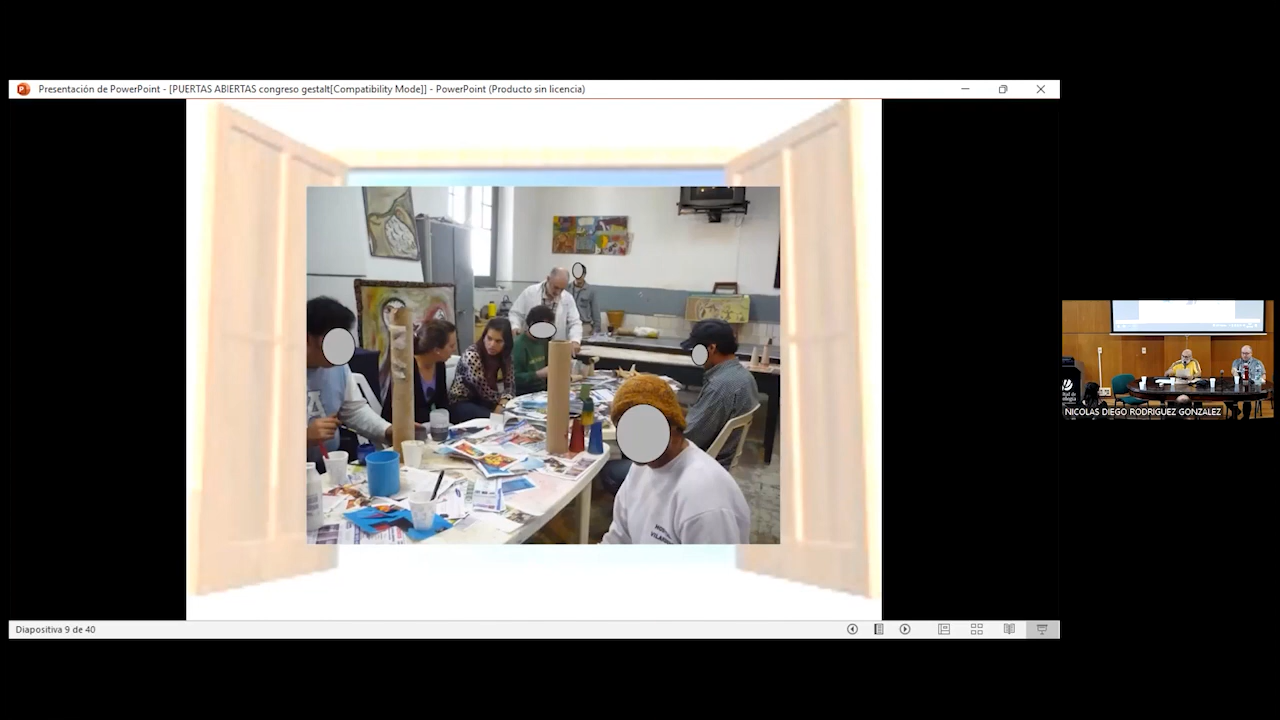 Presentación de PowerPoint - [PUERTAS ABIERTAS congreso gestalt[Compatibility Mode]] - PowerPoint (Producto sin licencia)
NICOLAS DIEGO RODRIGUEZ GONZALEZ
Diapositiva 9 de 40